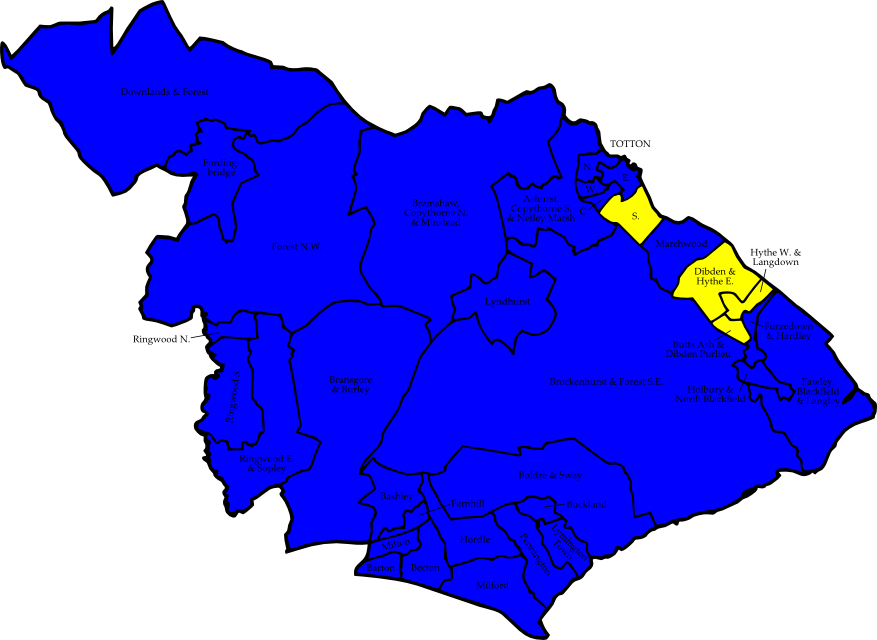 Downlands & Forest
TOTTON
Fording-
bridge
N.
E.
W.
C.
S.
Bramshaw,
Copythorne N.
& Minstead
Ashurst,
Copythorne S.
& Netley Marsh
Forest N.W.
Marchwood
Hythe W. &
Langdown
Dibden &
Hythe E.
Lyndhurst
Ringwood N.
Furzedown
& Hardley
Butts Ash &
Dibden Purlieu
Ringwood S.
Bransgore
& Burley
Brockenhurst & Forest S.E.
Holbury &
North Blackfield
Fawley,
Blackfield
& Langley
Ringwood E.
& Sopley
Boldre & Sway
Bashley
Fernhill
Buckland
Milton
Hordle
Pennington
Lymington
Town
Barton
Becton
Milford